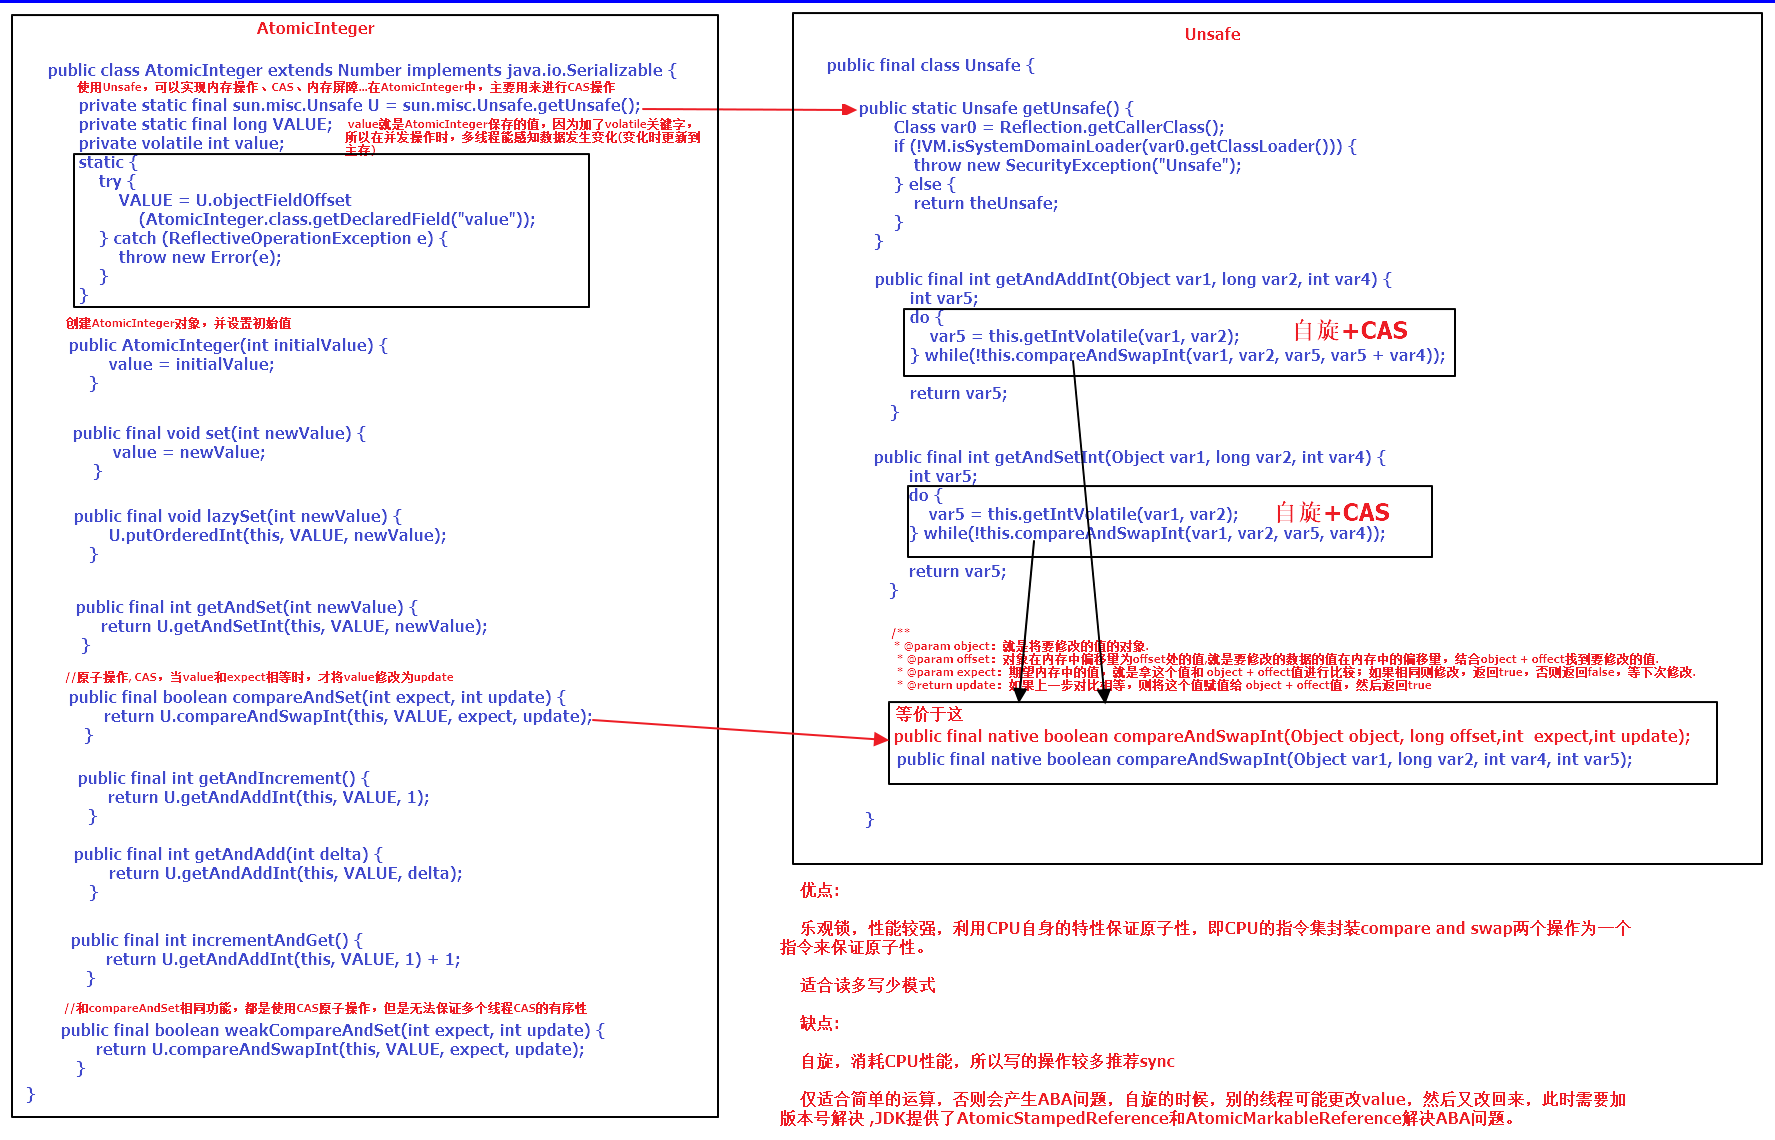 AtomicInteger
public class AtomicInteger extends Number implements java.io.Serializable {
使用Unsafe，可以实现内存操作、CAS、内存屏障...在AtomicInteger中，主要用来进行CAS操作
private static final sun.misc.Unsafe U = sun.misc.Unsafe.getUnsafe();
private static final long VALUE;
private volatile int value;
value就是AtomicInteger保存的值，因为加了volatile关键字，
所以在并发操作时，多线程能感知数据发生变化(变化时更新到
主存)
static {
try {
VALUE = U.objectFieldOffset
(AtomicInteger.class.getDeclaredField("value"));
} catch (ReflectiveOperationException e) {
throw new Error(e);
}
}
创建AtomicInteger对象，并设置初始值
public AtomicInteger(int initialValue) {
value = initialValue;
}
public final void set(int newValue) {
value = newValue;
}
public final void lazySet(int newValue) {
U.putOrderedInt(this, VALUE, newValue);
}
public final int getAndSet(int newValue) {
return U.getAndSetInt(this, VALUE, newValue);
}
//原子操作, CAS，当value和expect相等时，才将value修改为update
public final boolean compareAndSet(int expect, int update) {
return U.compareAndSwapInt(this, VALUE, expect, update);
}
public final int getAndIncrement() {
return U.getAndAddInt(this, VALUE, 1);
}
public final int getAndAdd(int delta) {
return U.getAndAddInt(this, VALUE, delta);
}
public final int incrementAndGet() {
return U.getAndAddInt(this, VALUE, 1) + 1;
}
//和compareAndSet相同功能，都是使用CAS原子操作，但是无法保证多个线程CAS的有序性
public final boolean weakCompareAndSet(int expect, int update) {
return U.compareAndSwapInt(this, VALUE, expect, update);
}
}
Unsafe
public final class Unsafe {
public static Unsafe getUnsafe() {
Class var0 = Reflection.getCallerClass();
if (!VM.isSystemDomainLoader(var0.getClassLoader())) {
throw new SecurityException("Unsafe");
} else {
return theUnsafe;
}
}
public final int getAndAddInt(Object var1, long var2, int var4) {
int var5;
do {
var5 = this.getIntVolatile(var1, var2);
} while(!this.compareAndSwapInt(var1, var2, var5, var5 + var4));
自旋+CAS
return var5;
}
public final int getAndSetInt(Object var1, long var2, int var4) {
int var5;
do {
var5 = this.getIntVolatile(var1, var2);
} while(!this.compareAndSwapInt(var1, var2, var5, var4));
自旋+CAS
return var5;
}
/**
* @param object：就是将要修改的值的对象.
* @param offset：对象在内存中偏移量为offset处的值,就是要修改的数据的值在内存中的偏移量，结合object + offect找到要修改的值.
* @param expect：期望内存中的值，就是拿这个值和 object + offect值进行比较；如果相同则修改，返回true，否则返回false，等下次修改.
* @return update：如果上一步对比相等，则将这个值赋值给 object + offect值，然后返回true
等价于这
public final native boolean compareAndSwapInt(Object object, long offset,int  expect,int update);
public final native boolean compareAndSwapInt(Object var1, long var2, int var4, int var5);
}
优点:
乐观锁，性能较强，利用CPU自身的特性保证原子性，即CPU的指令集封装compare and swap两个操作为一个
指令来保证原子性。
适合读多写少模式
缺点:
自旋，消耗CPU性能，所以写的操作较多推荐sync
仅适合简单的运算，否则会产生ABA问题，自旋的时候，别的线程可能更改value，然后又改回来，此时需要加
版本号解决 ,JDK提供了AtomicStampedReference和AtomicMarkableReference解决ABA问题。